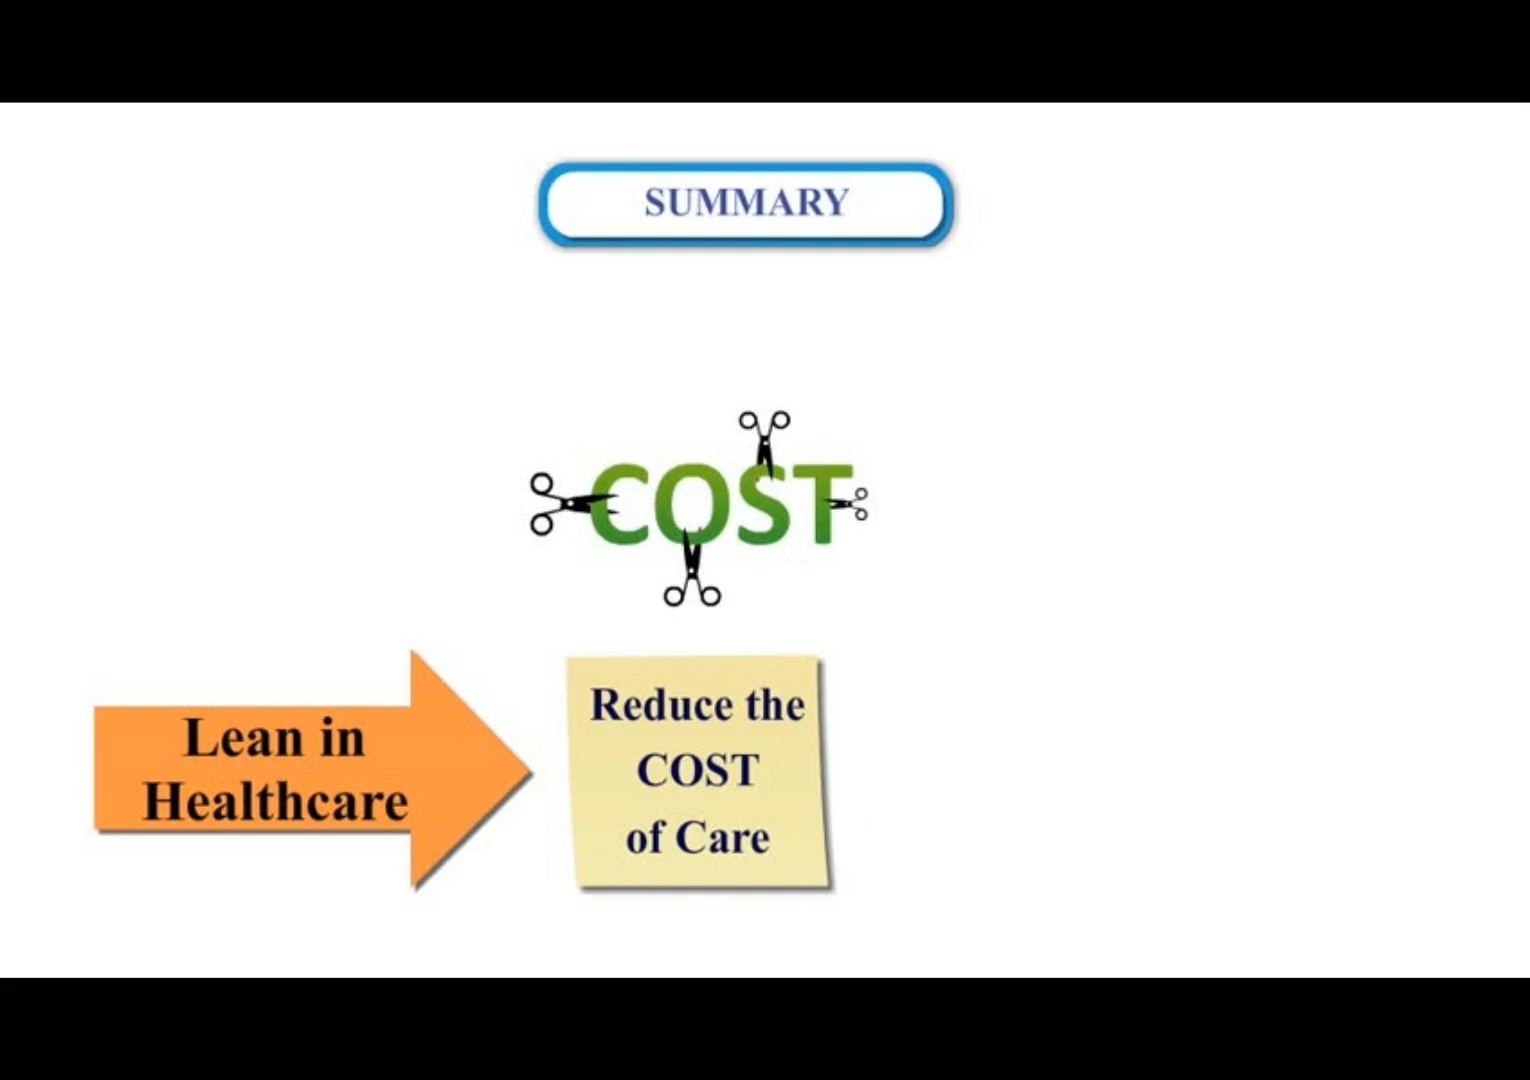 SUMMARY
COST
Lean in
Healthcare
Reduce the
COST
of Care